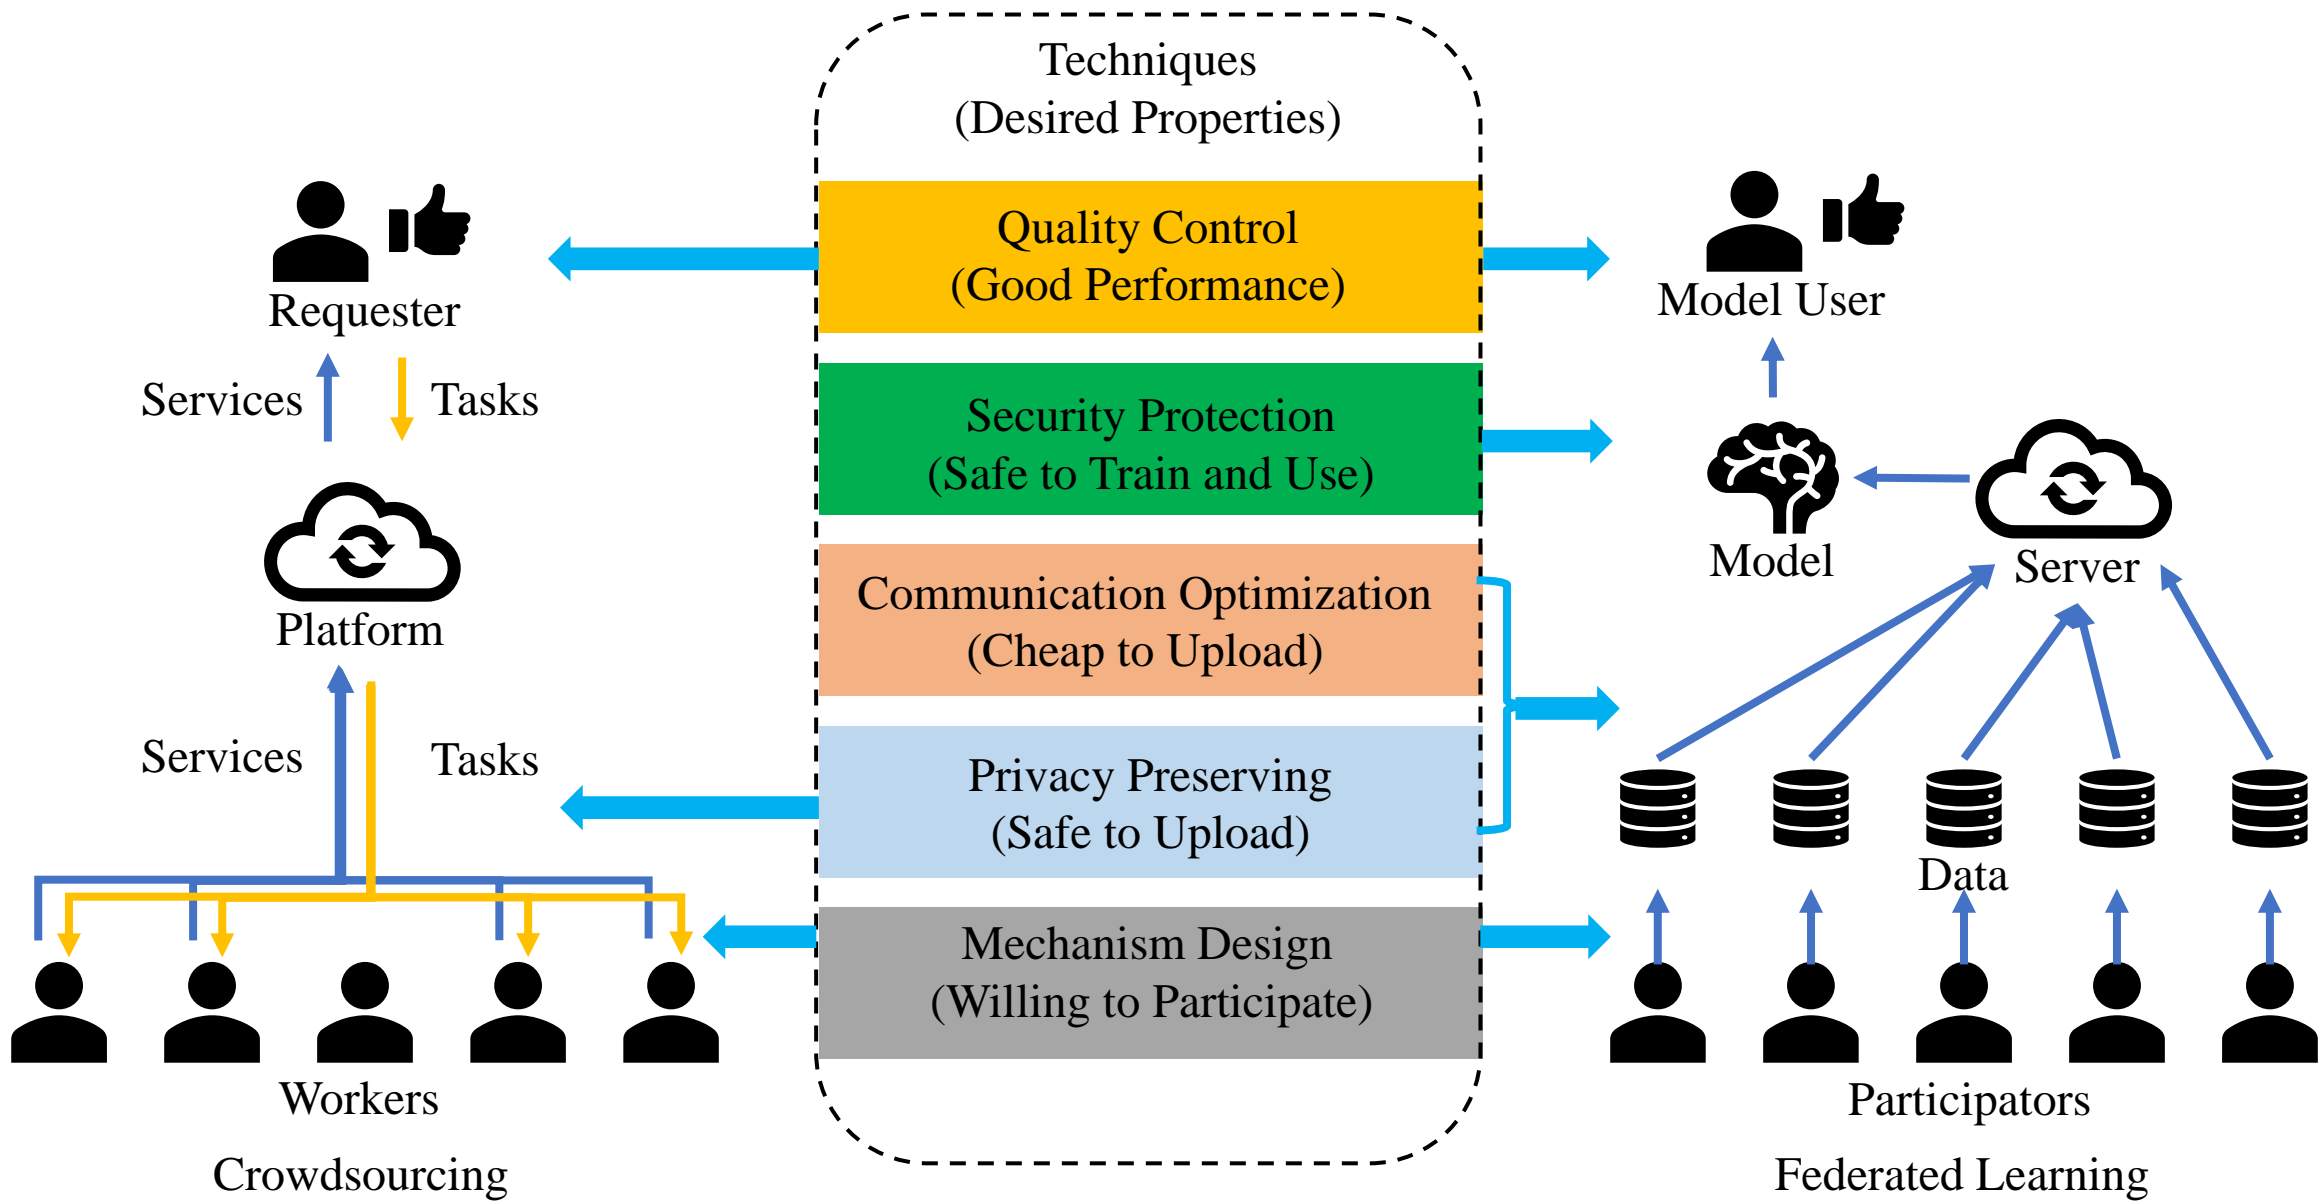 Techniques
(Desired Properties)
Quality Control
(Good Performance)
Security Protection
(Safe to Train and Use)
Communication Optimization
(Cheap to Upload)
Privacy Preserving
(Safe to Upload)
Mechanism Design
(Willing to Participate)
Requester
Services
Tasks
Platform
Services
Tasks
Workers
Crowdsourcing
Model User
Model
Server
Data
Participators
Federated Learning